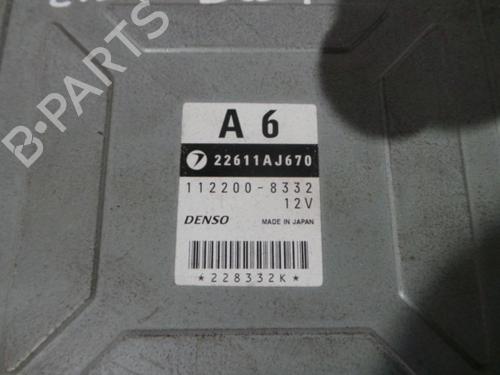 B-PARTS
A 6
22611AJ670
112200-8332
12V
DENSO MADE IN JAPAN
*228332K*